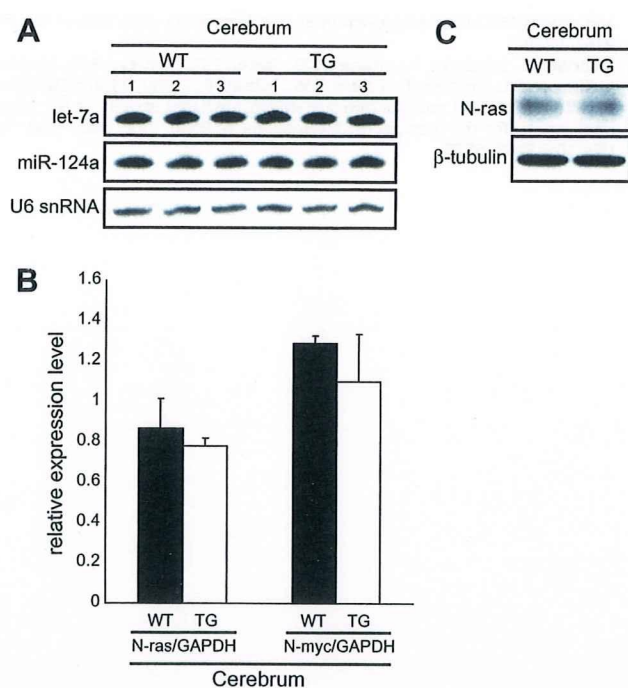 A
Cerebrum
WT TG
1 2 3 1 2 3
let-7a
miR-124a
U6 snRNA
C
Cerebrum
WT TG
N-ras
β-tubulin
B
relative expression level
1.6
1.4
1.2
1
0.8
0.6
0.4
0.2
0
WT TG WT TG
N-ras/GAPDH N-myc/GAPDH
Cerebrum